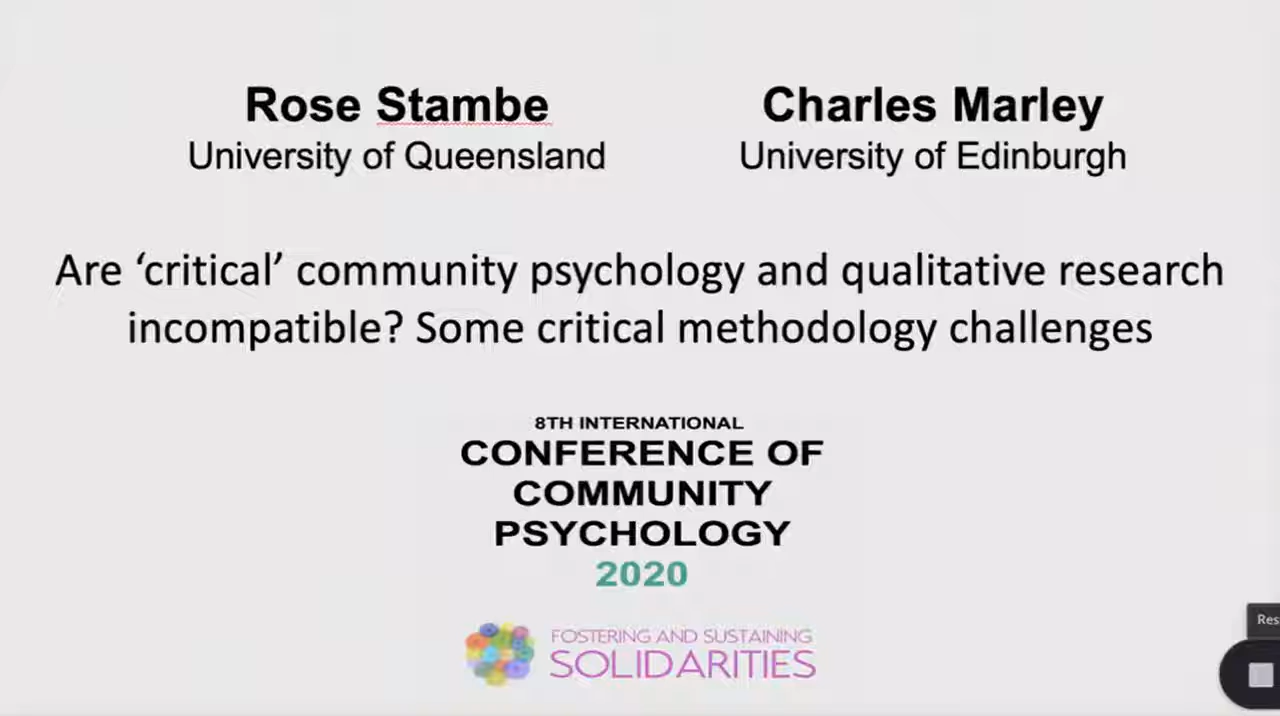 Rose Stambe
University of Queensland
Charles Marley
University of Edinburgh
Are ‘critical’ community psychology and qualitative research
incompatible? Some critical methodology challenges
8TH INTERNATIONAL
CONFERENCE OF
COMMUNITY
PSYCHOLOGY
2020
FOSTERING AND SUSTAINING
SOLIDARITIES
Res